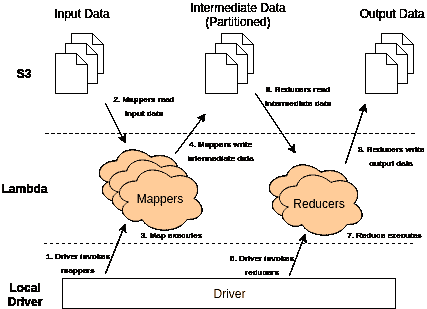 Input Data
Intermediate Data
(Partitioned)
Output Data
S3
2. Mappers read
input data
6. Reducers read
intermediate data
4. Mappers write
intermediate data
8. Reducers write
output data
Lambda
Mappers
Reducers
3. Map executes
7. Reduce executes
1. Driver invokes
mappers
5. Driver invokes
reducers
Local
Driver
Driver